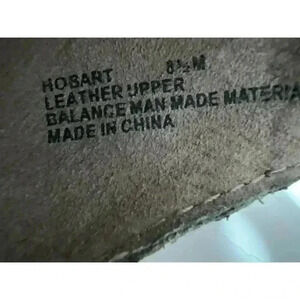 HOBART 8½M
LEATHER UPPER
BALANCE MAN MADE MATERIA
MADE IN CHINA